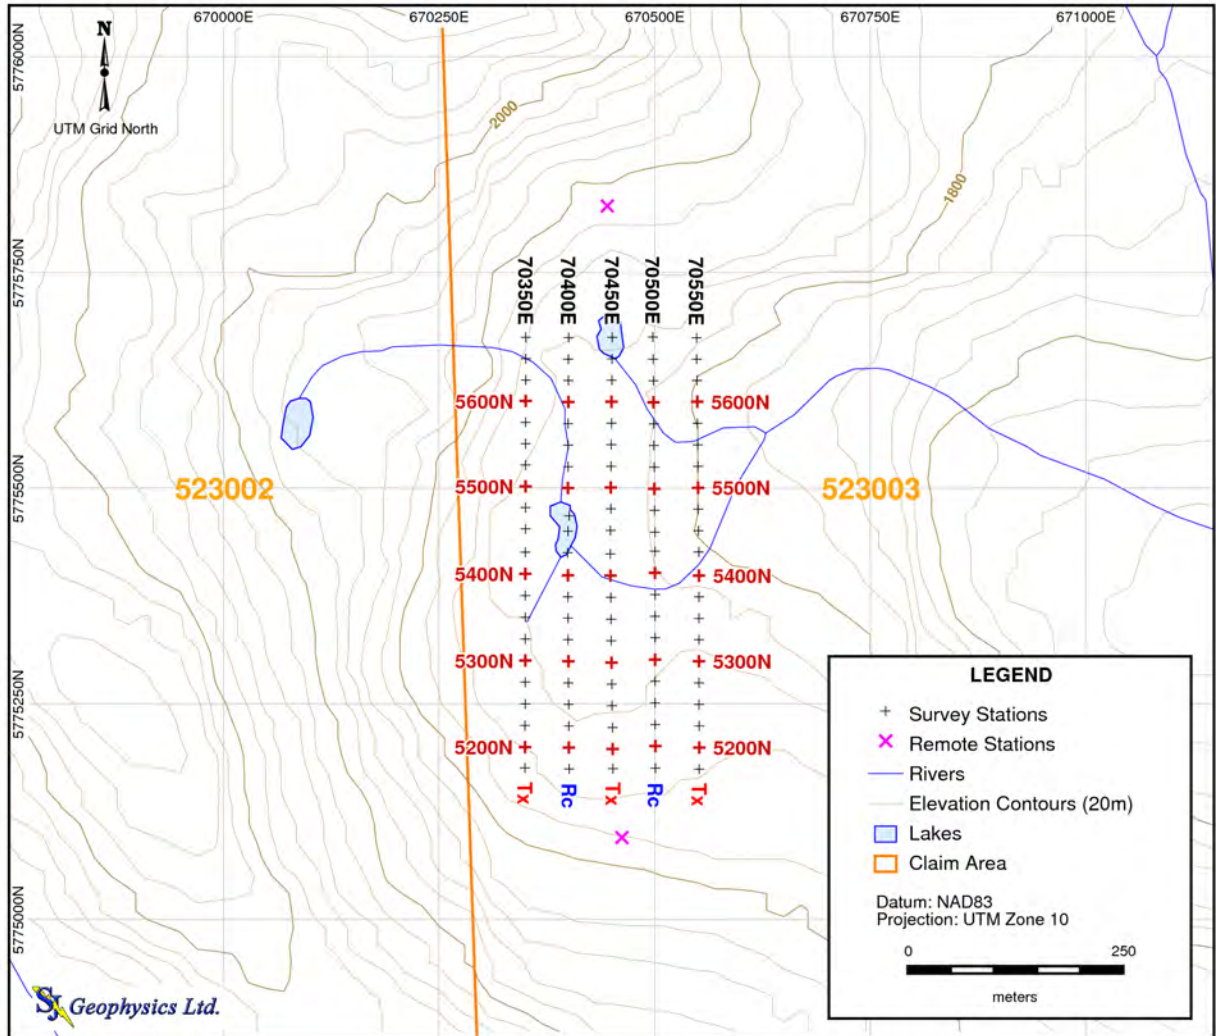 670000E 670250E 670500E 670750E 671000E
5776000N
N
UTM Grid North
2000
1800
5775750N
70350E 70400E 70450E 70500E 70550E
5600N 5600N
5775500N
523002 5500N 5500N 523003
5400N 5400N
5300N 5300N
5775250N
5200N 5200N
Tx Rc Tx Rc Tx
5775000N
LEGEND
Survey Stations
Remote Stations
Rivers
Elevation Contours (20m)
Lakes
Claim Area
Datum: NAD83
Projection: UTM Zone 10
0 250
meters
SJ Geophysics Ltd.